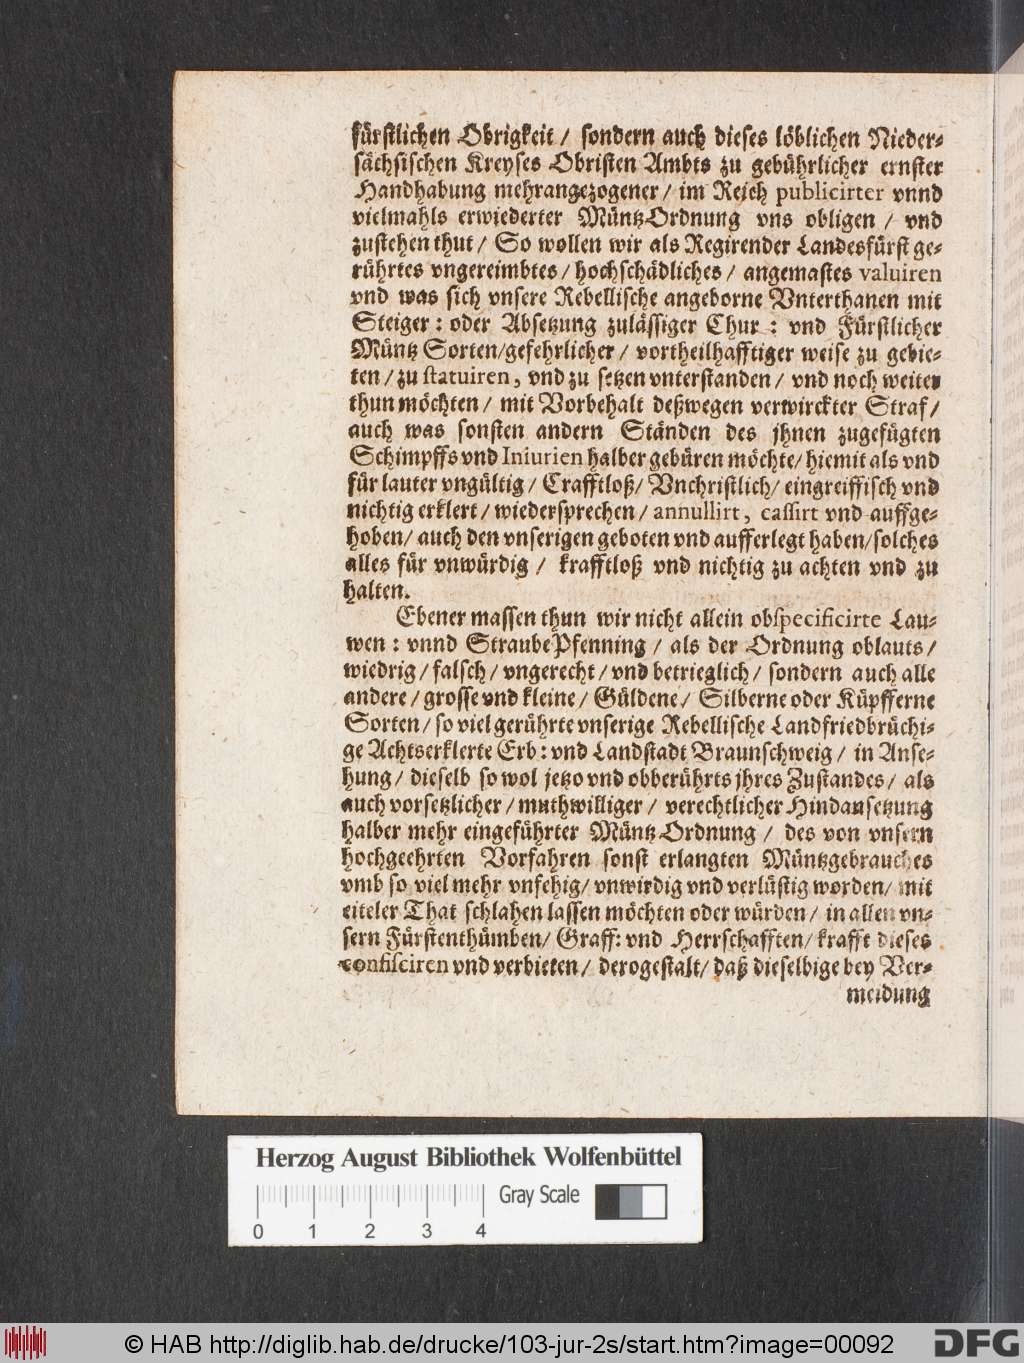 fürstlichen Obrigkeit / sondern auch dieses löblichen Nieder-
sächsischen Kreyses Obristen Ambts zu gebührlicher ernster
Handhabung mehrangezogener / im Reich publicirter vnnd
vielmahls erwiederter Müntz-Ordnung vns obligen / vnd
zustehen thut / So wollen wir als Regirender Landesfürst ge-
rührtes vngereimbtes / hochschädliches / angemastes valuiren
vnd was sich vnsere Rebellische angeborne Vnterthanen mit
Steiger: oder Absetzung zulässiger Chur: vnd Fürstlicher
Müntz Sorten / gefehrlicher / vortheilhafftiger weise zu gebie-
ten / zu statuiren, vnd zu setzen vnterstanden / vnd noch weiter
thun möchten / mit Vorbehalt deßwegen verwirckter Straf /
auch was sonsten andern Ständen des jhnen zugefügten
Schimpffs vnd Iniurien halber gebüren möchte / hiemit als vnd
für lauter vngültig / Crafftloß / Vnchristlich / eingreiffisch vnd
nichtig erklert / wiedersprechen / annullirt, cassirt vnd auffge-
hoben / auch den vnserigen geboten vnd aufferlegt haben / solches
alles für vnwürdig / krafftloß vnd nichtig zu achten vnd zu
halten.
Ebener massen thun wir nicht allein obspecificirte Lau-
wen: vnnd StraubePfenning / als der Ordnung oblauts /
wiedrig / falsch / vngerecht / vnd betrieglich / sondern auch alle
andere / grosse vnd kleine / Güldene / Silberne oder Küpfferne
Sorten / so viel gerührte vnserige Rebellische Landfriedbrüchi-
ge Achtserklerte Erb: vnd Landstadt Braunschweig / in Anse-
hung / dieselb so wol jetzo vnd obberührts jhres Zustandes / als
auch vorsetzlicher / muthwilliger / verechtlicher Hindansetzung
halber mehr eingeführter Müntz-Ordnung / des von vnsern
hochgeehrten Vorfahren sonst erlangten Müntzgebrauches
vmb so viel mehr vnfehig / vnwirdig vnd verlüstig worden / mit
eiteler That schlahen lassen möchten oder würden / in allen vn-
sern Fürstenthümben / Graff: vnd Herrschafften / krafft dieses
confisciren vnd verbieten / derogestalt / daß dieselbige bey Ver-
meidung
Herzog August Bibliothek Wolfenbüttel
Gray Scale
0 1 2 3 4
© HAB http://diglib.hab.de/drucke/103-jur-2s/start.htm?image=00092
DFG